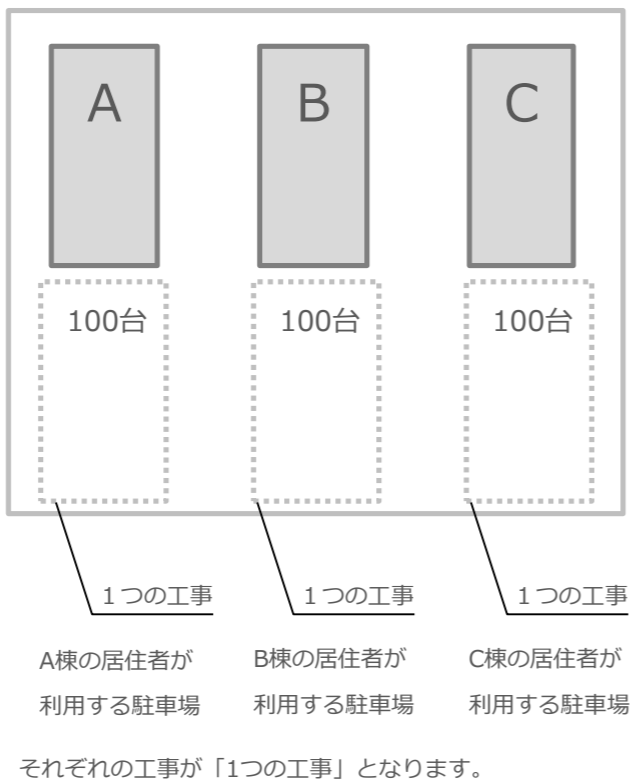 A B C
100台 100台 100台
１つの工事 １つの工事 １つの工事
A棟の居住者が
利用する駐車場
B棟の居住者が
利用する駐車場
C棟の居住者が
利用する駐車場
それぞれの工事が「1つの工事」となります。